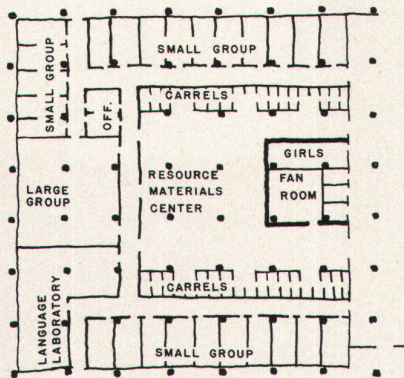 SMALL GROUP
SMALL GROUP
CARRELS
OFF.
GIRLS
RESOURCE
MATERIALS
CENTER
FAN
ROOM
LARGE
GROUP
CARRELS
LANGUAGE
LABORATORY
SMALL GROUP